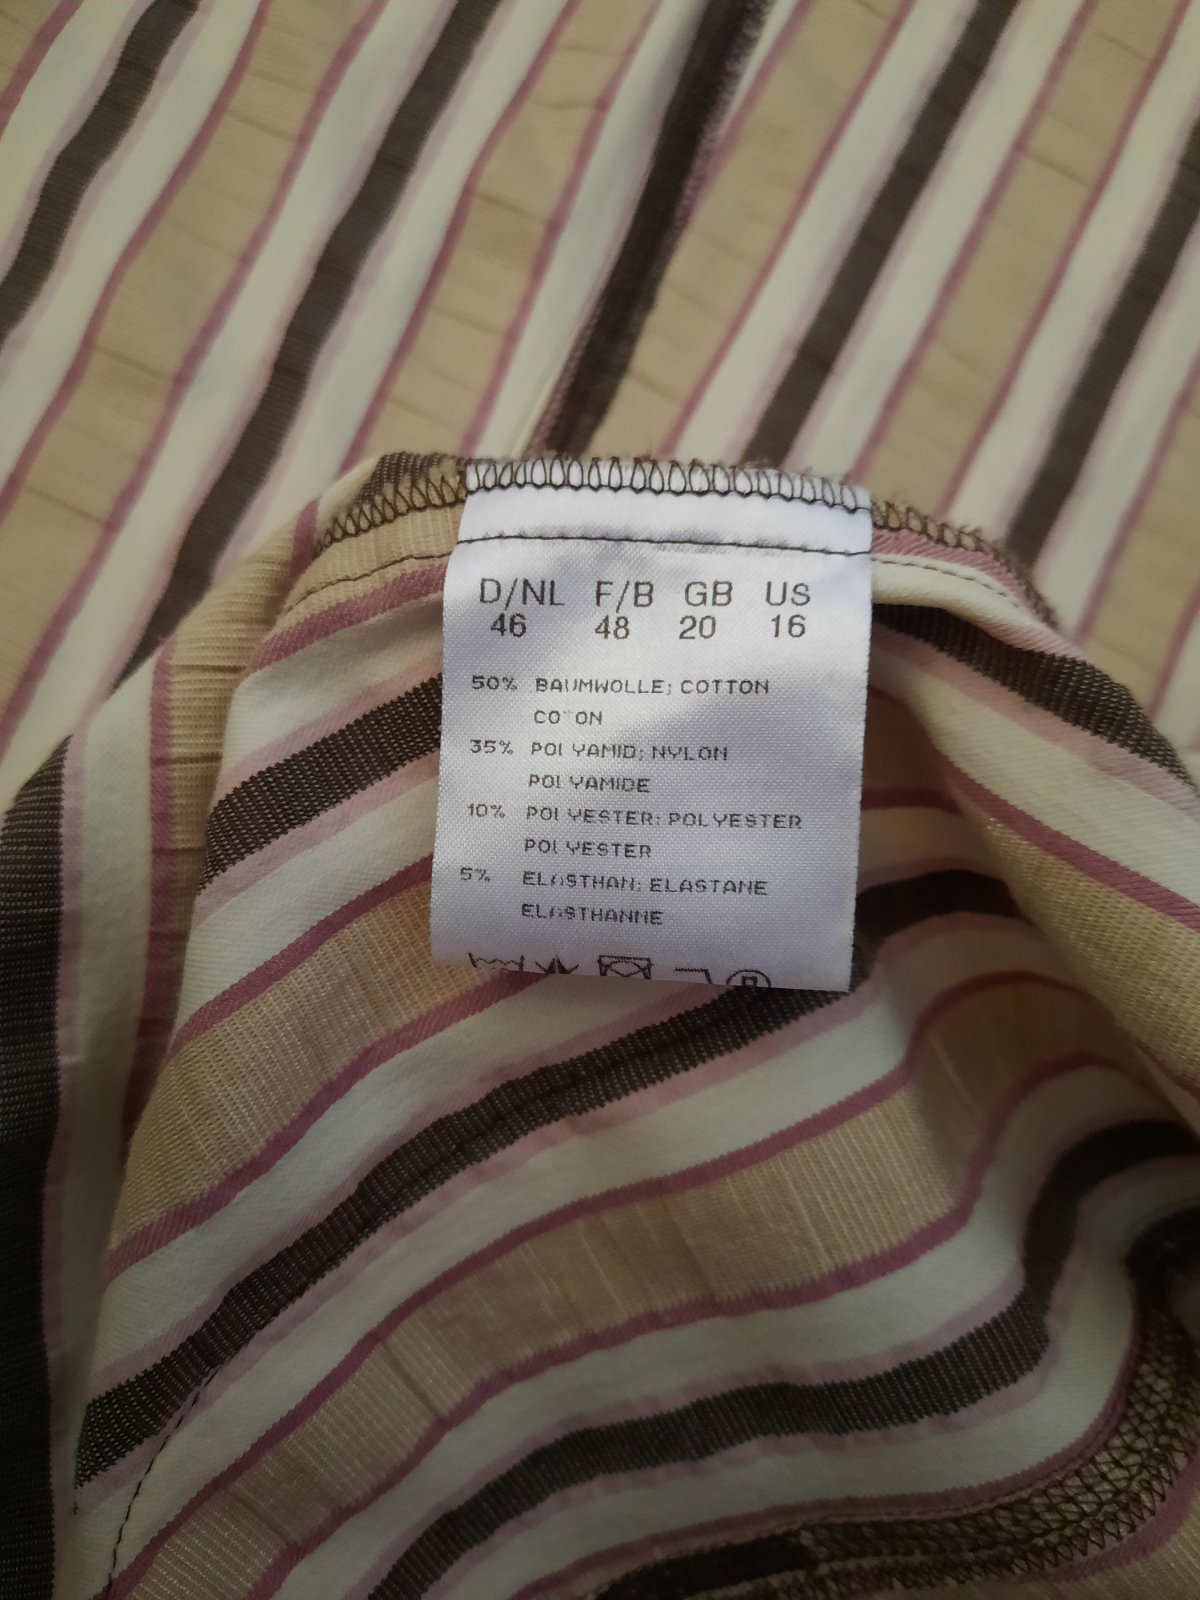 D/NL F/B GB US
46 48 20 16
50% BAUMWOLLE; COTTON
COTON
35% POLYAMID; NYLON
POLYAMIDE
10% POLYESTER; POLYESTER
POLYESTER
5% ELASTHAN; ELASTANE
ELASTHANNE